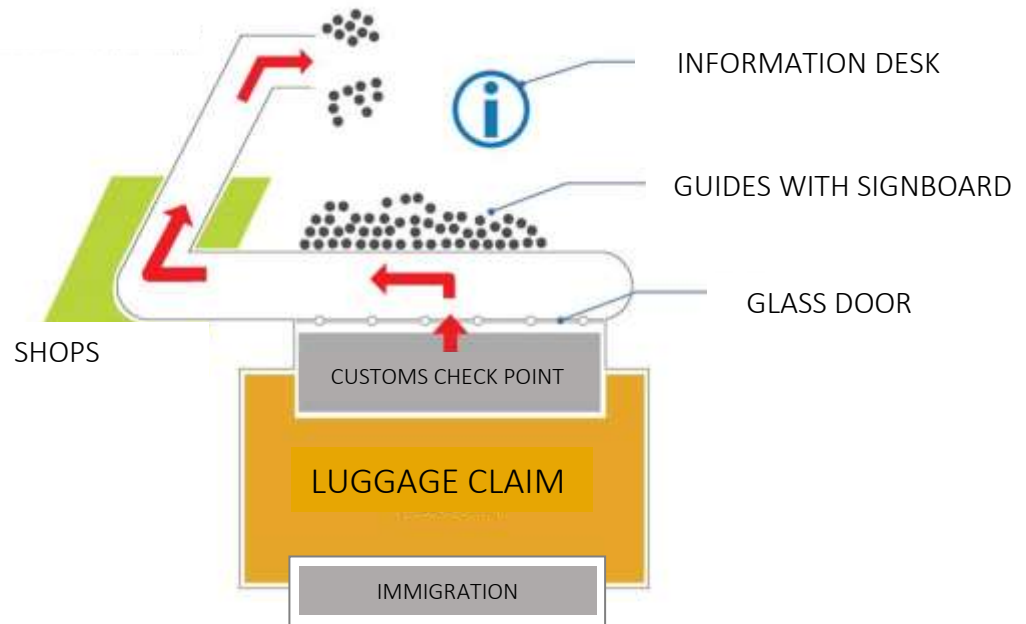 INFORMATION DESK
GUIDES WITH SIGNBOARD
GLASS DOOR
SHOPS
CUSTOMS CHECK POINT
LUGGAGE CLAIM
IMMIGRATION